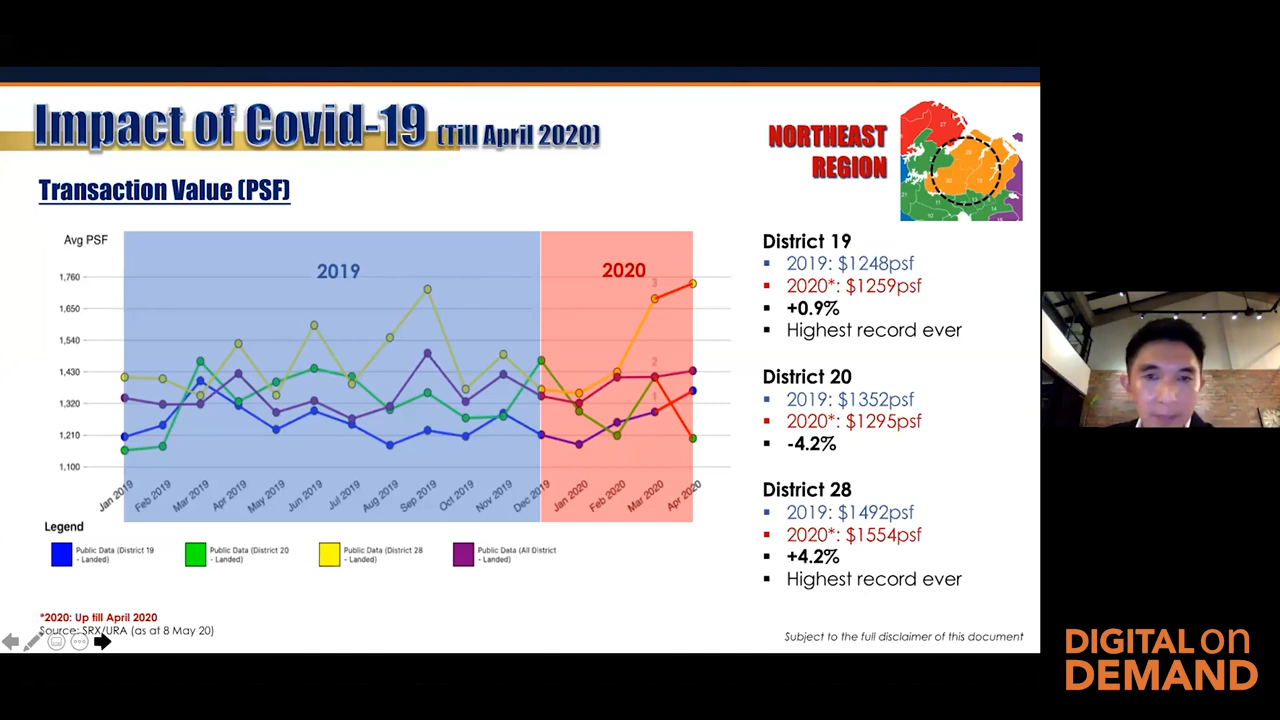 Impact of Covid-19 (Till April 2020)
NORTHEAST
REGION
Transaction Value (PSF)
Avg PSF
2019
2020
1,760
1,650
1,540
1,430
1,320
1,210
1,100
3
2
1
Jan 2019
Feb 2019
Mar 2019
Apr 2019
May 2019
Jun 2019
Jul 2019
Aug 2019
Sep 2019
Oct 2019
Nov 2019
Dec 2019
Jan 2020
Feb 2020
Mar 2020
Apr 2020
Legend
Public Data (District 19
- Landed)
Public Data (District 20
- Landed)
Public Data (District 28
- Landed)
Public Data (All District
- Landed)
*2020: Up till April 2020
Source: SRX/URA (as at 8 May 20)
27
District 19
▪ 2019: $1248psf
▪ 2020*: $1259psf
▪ +0.9%
▪ Highest record ever
District 20
▪ 2019: $1352psf
▪ 2020*: $1295psf
▪ -4.2%
District 28
▪ 2019: $1492psf
▪ 2020*: $1554psf
▪ +4.2%
▪ Highest record ever
Subject to the full disclaimer of this document
DIGITAL on
DEMAND